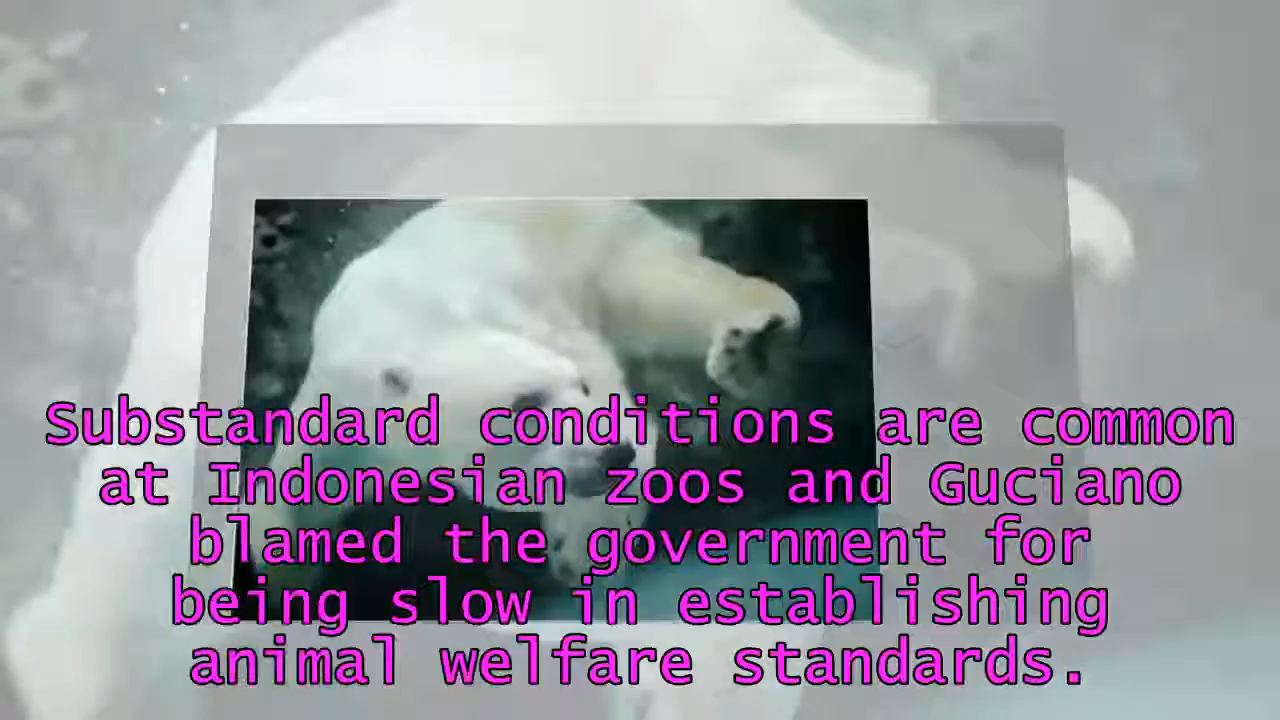 Substandard conditions are common
at Indonesian zoos and Guciano
blamed the government for
being slow in establishing
animal welfare standards.